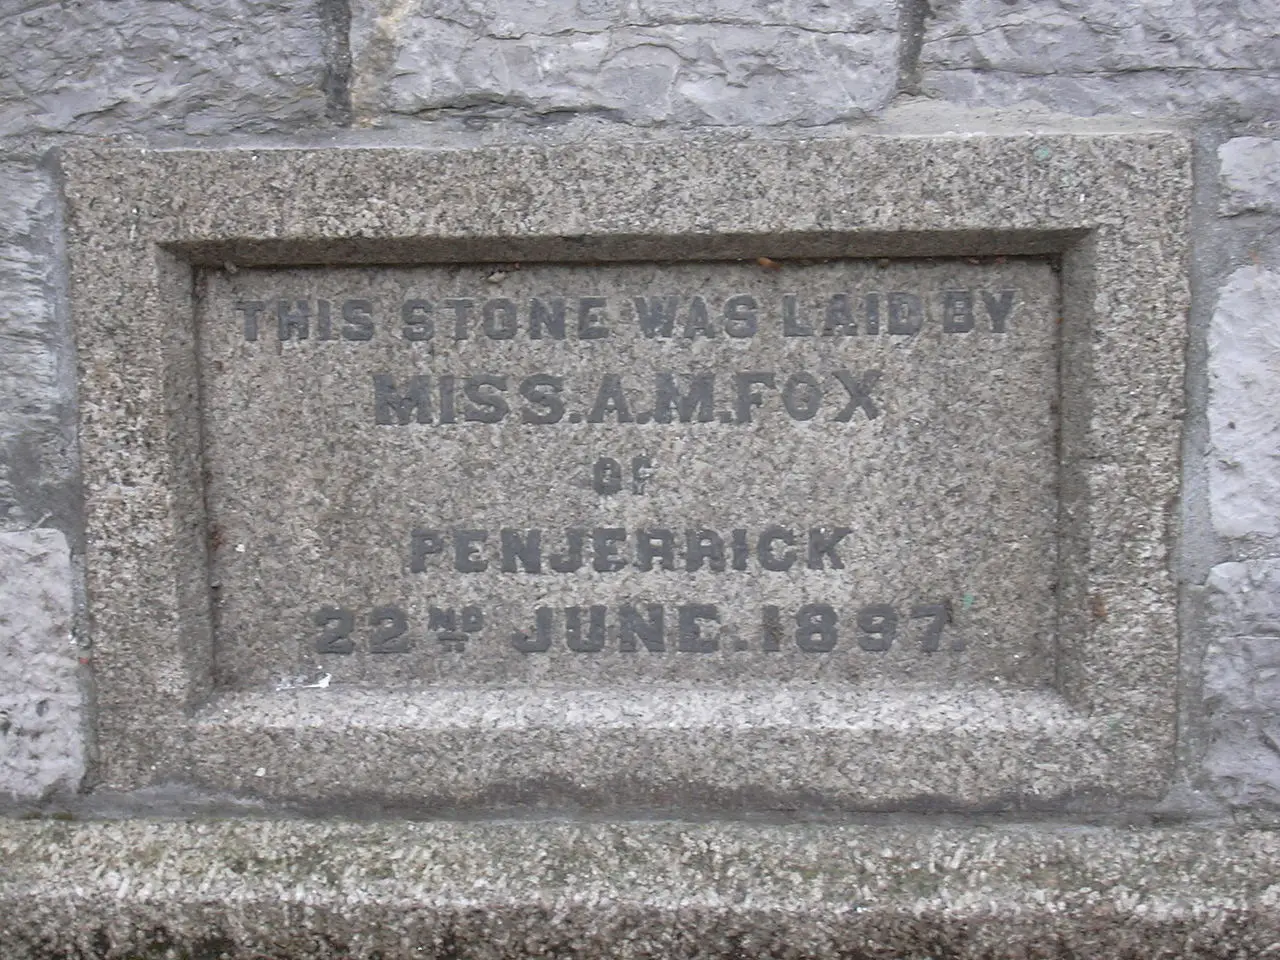 THIS STONE WAS LAID BY
MISS.A.M.FOX
OF
PENJERRICK
22ND JUNE.1897.